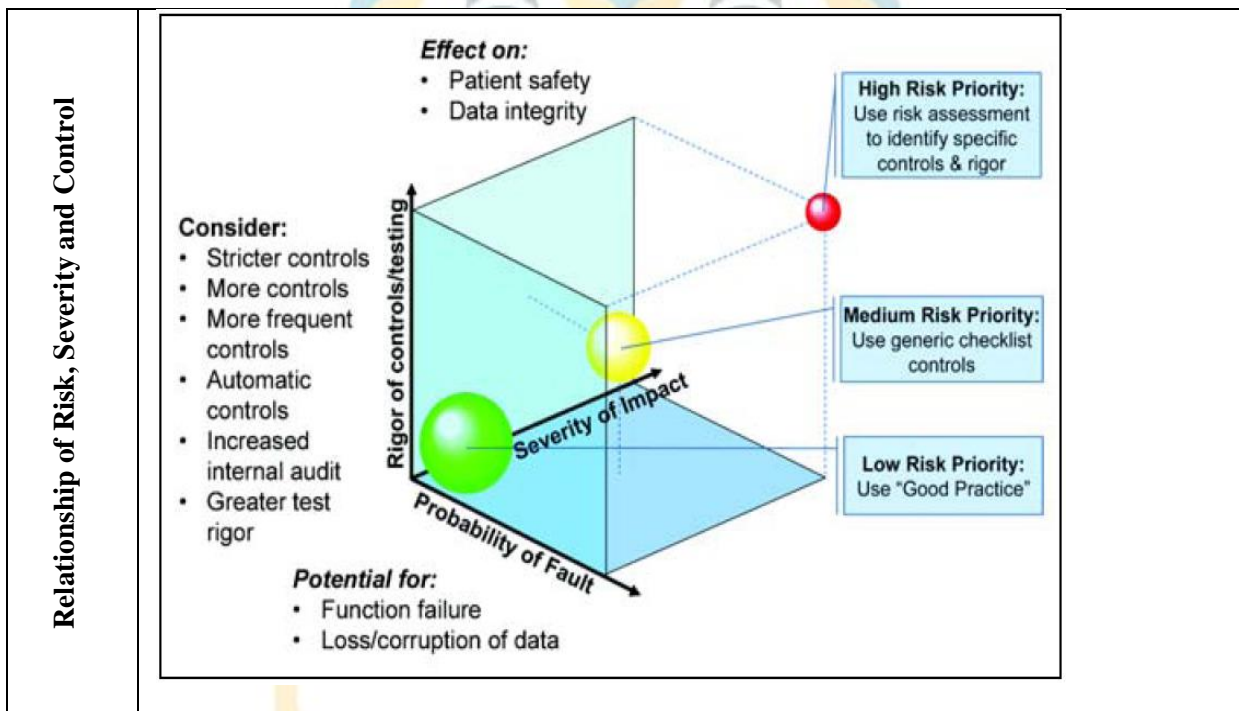 Relationship of Risk, Severity and Control
Effect on:
• Patient safety
• Data integrity
High Risk Priority:
Use risk assessment
to identify specific
controls & rigor
Consider:
• Stricter controls
• More controls
• More frequent
controls
• Automatic
controls
• Increased
internal audit
• Greater test
rigor
Rigor of controls/testing
Medium Risk Priority:
Use generic checklist
controls
Severity of Impact
Low Risk Priority:
Use “Good Practice”
Probability of Fault
Potential for:
• Function failure
• Loss/corruption of data